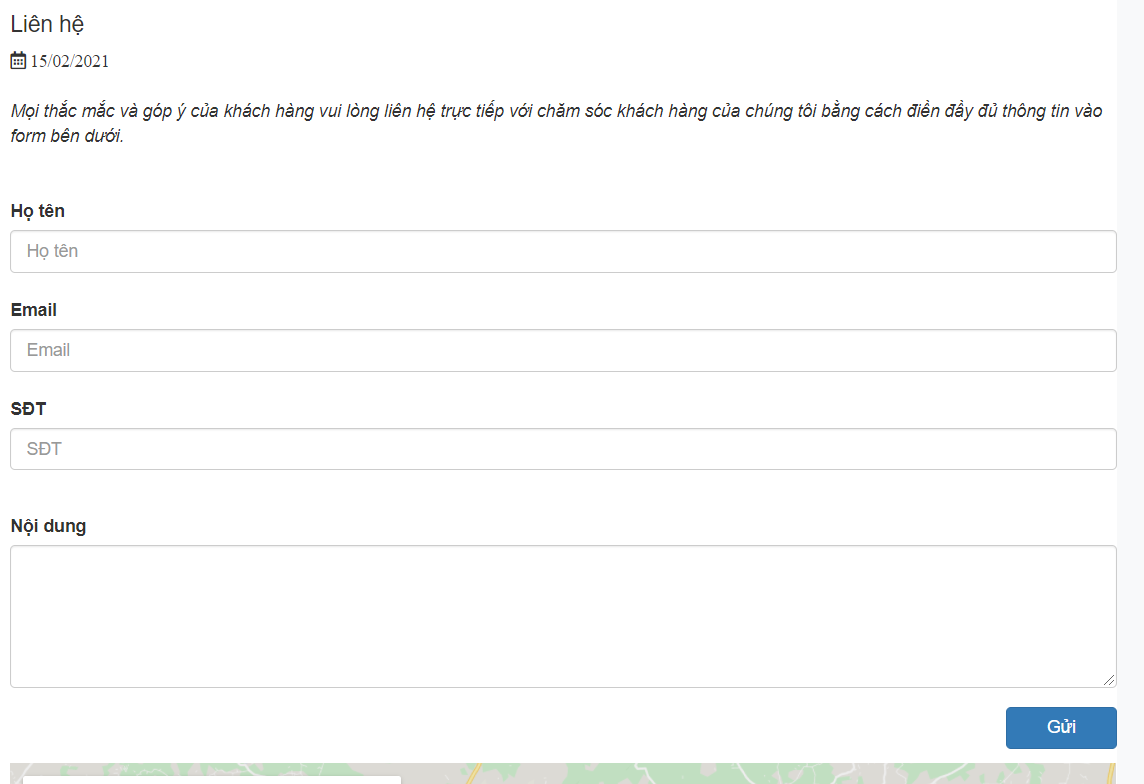 Liên hệ
15/02/2021
Mọi thắc mắc và góp ý của khách hàng vui lòng liên hệ trực tiếp với chăm sóc khách hàng của chúng tôi bằng cách điền đầy đủ thông tin vào
form bên dưới.
Họ tên
Họ tên
Email
Email
SĐT
SĐT
Nội dung
Gửi